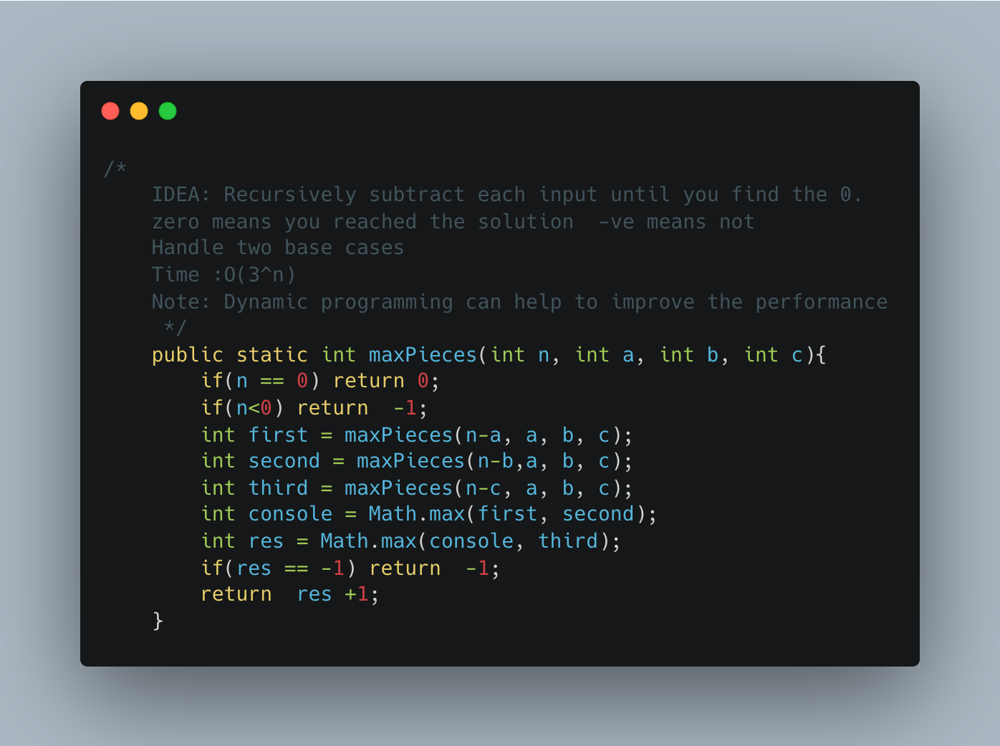 /*
    IDEA: Recursively subtract each input until you find the 0.
    zero means you reached the solution  -ve means not
    Handle two base cases
    Time :O(3^n)
    Note: Dynamic programming can help to improve the performance
     */
    public static int maxPieces(int n, int a, int b, int c){
        if(n == 0) return 0;
        if(n<0) return  -1;
        int first = maxPieces(n-a, a, b, c);
        int second = maxPieces(n-b,a, b, c);
        int third = maxPieces(n-c, a, b, c);
        int console = Math.max(first, second);
        int res = Math.max(console, third);
        if(res == -1) return  -1;
        return  res +1;
    }